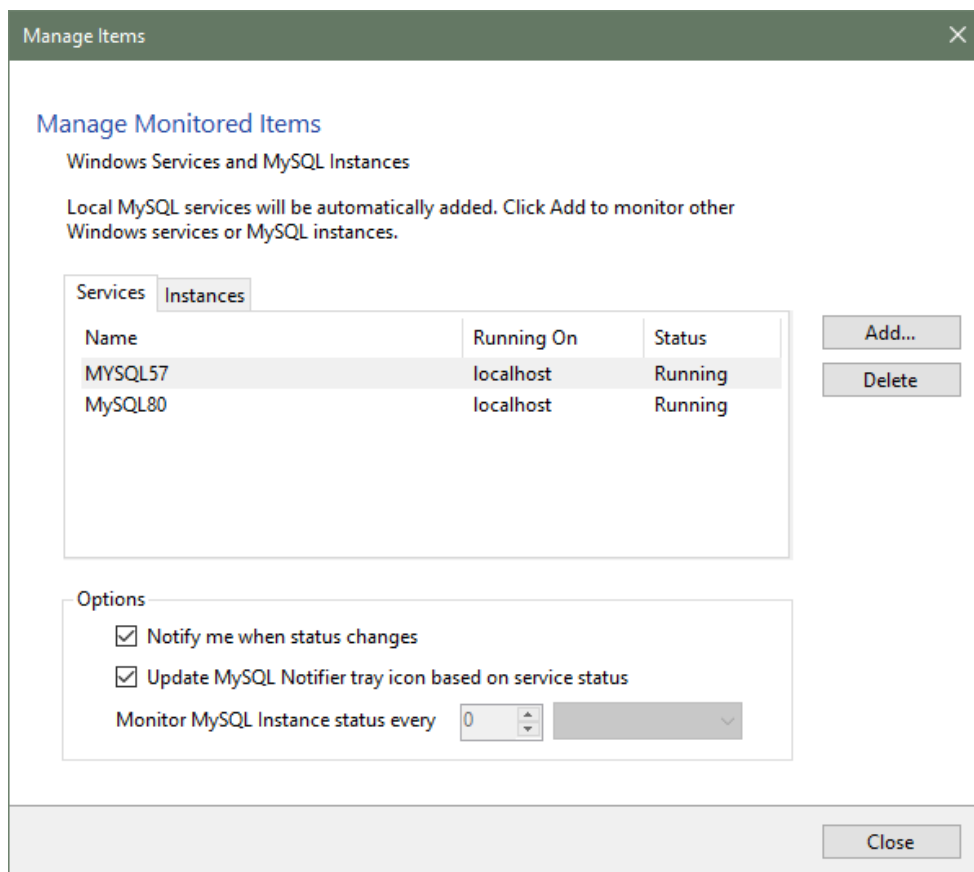 Manage Items
Manage Monitored Items
Windows Services and MySQL Instances
Local MySQL services will be automatically added. Click Add to monitor other
Windows services or MySQL instances.
Services Instances
Name Running On Status
MYSQL57 localhost Running
MySQL80 localhost Running
Add...
Delete
Options
Notify me when status changes
Update MySQL Notifier tray icon based on service status
Monitor MySQL Instance status every 0
Close